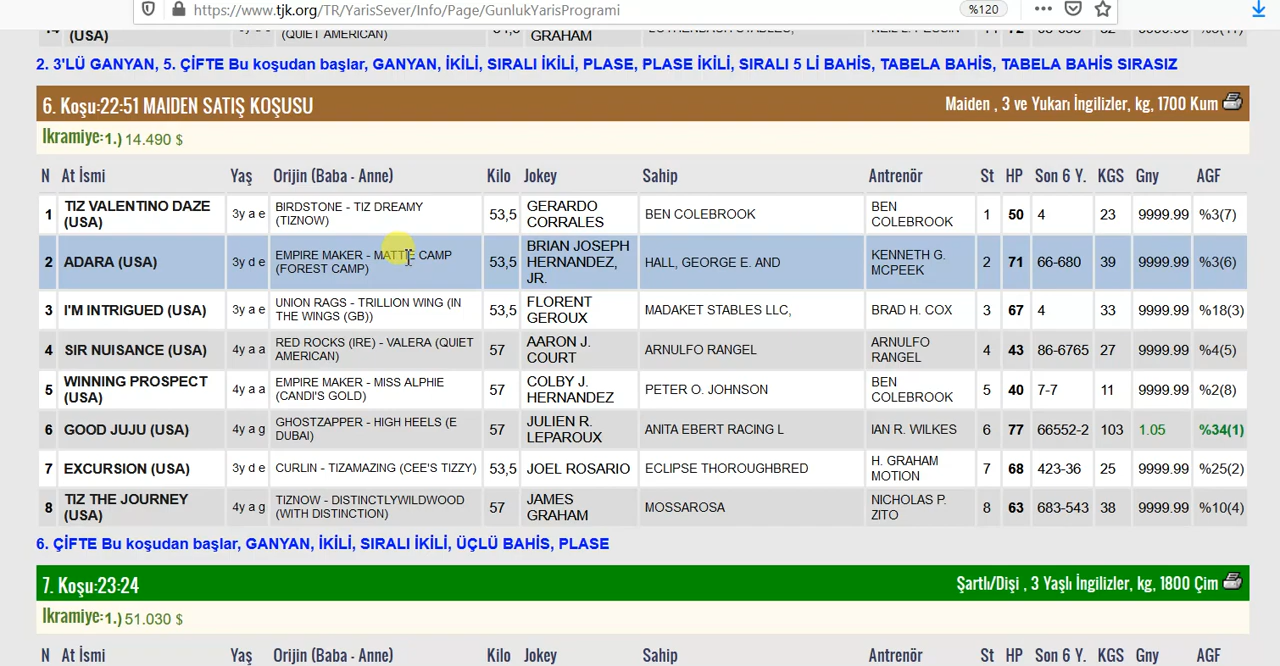 https://www.tjk.org/TR/YarisSever/Info/Page/GunlukYarisProgrami %120
(USA) (QUIET AMERICAN) GRAHAM
2. 3'LÜ GANYAN, 5. ÇİFTE Bu koşudan başlar, GANYAN, İKİLİ, SIRALI İKİLİ, PLASE, PLASE İKİLİ, SIRALI 5 Lİ BAHİS, TABELA BAHİS, TABELA BAHİS SIRASIZ
6. Koşu:22:51 MAIDEN SATIŞ KOŞUSU Maiden , 3 ve Yukarı İngilizler, kg, 1700 Kum
İkramiye:1.) 14.490 $
N At İsmi Yaş Orijin (Baba - Anne) Kilo Jokey Sahip Antrenör St HP Son 6 Y. KGS Gny AGF
1 TIZ VALENTINO DAZE (USA) 3y a e BIRDSTONE - TIZ DREAMY (TIZNOW) 53,5 GERARDO CORRALES BEN COLEBROOK BEN COLEBROOK 1 50 4 23 9999.99 %3(7)
2 ADARA (USA) 3y d e EMPIRE MAKER - MATTIE CAMP (FOREST CAMP) 53,5 BRIAN JOSEPH HERNANDEZ, JR. HALL, GEORGE E. AND KENNETH G. MCPEEK 2 71 66-680 39 9999.99 %3(6)
3 I'M INTRIGUED (USA) 3y a e UNION RAGS - TRILLION WING (IN THE WINGS (GB)) 53,5 FLORENT GEROUX MADAKET STABLES LLC, BRAD H. COX 3 67 4 33 9999.99 %18(3)
4 SIR NUISANCE (USA) 4y a a RED ROCKS (IRE) - VALERA (QUIET AMERICAN) 57 AARON J. COURT ARNULFO RANGEL ARNULFO RANGEL 4 43 86-6765 27 9999.99 %4(5)
5 WINNING PROSPECT (USA) 4y a a EMPIRE MAKER - MISS ALPHIE (CANDI'S GOLD) 57 COLBY J. HERNANDEZ PETER O. JOHNSON BEN COLEBROOK 5 40 7-7 11 9999.99 %2(8)
6 GOOD JUJU (USA) 4y a g GHOSTZAPPER - HIGH HEELS (E DUBAI) 57 JULIEN R. LEPAROUX ANITA EBERT RACING L IAN R. WILKES 6 77 66552-2 103 1.05 %34(1)
7 EXCURSION (USA) 3y d e CURLIN - TIZAMAZING (CEE'S TIZZY) 53,5 JOEL ROSARIO ECLIPSE THOROUGHBRED H. GRAHAM MOTION 7 68 423-36 25 9999.99 %25(2)
8 TIZ THE JOURNEY (USA) 4y a g TIZNOW - DISTINCTLYWILDWOOD (WITH DISTINCTION) 57 JAMES GRAHAM MOSSAROSA NICHOLAS P. ZITO 8 63 683-543 38 9999.99 %10(4)
6. ÇİFTE Bu koşudan başlar, GANYAN, İKİLİ, SIRALI İKİLİ, ÜÇLÜ BAHİS, PLASE
7. Koşu:23:24 Şartlı/Dişi , 3 Yaşlı İngilizler, kg, 1800 Çim
İkramiye:1.) 51.030 $
N At İsmi Yaş Orijin (Baba - Anne) Kilo Jokey Sahip Antrenör St HP Son 6 Y. KGS Gny AGF